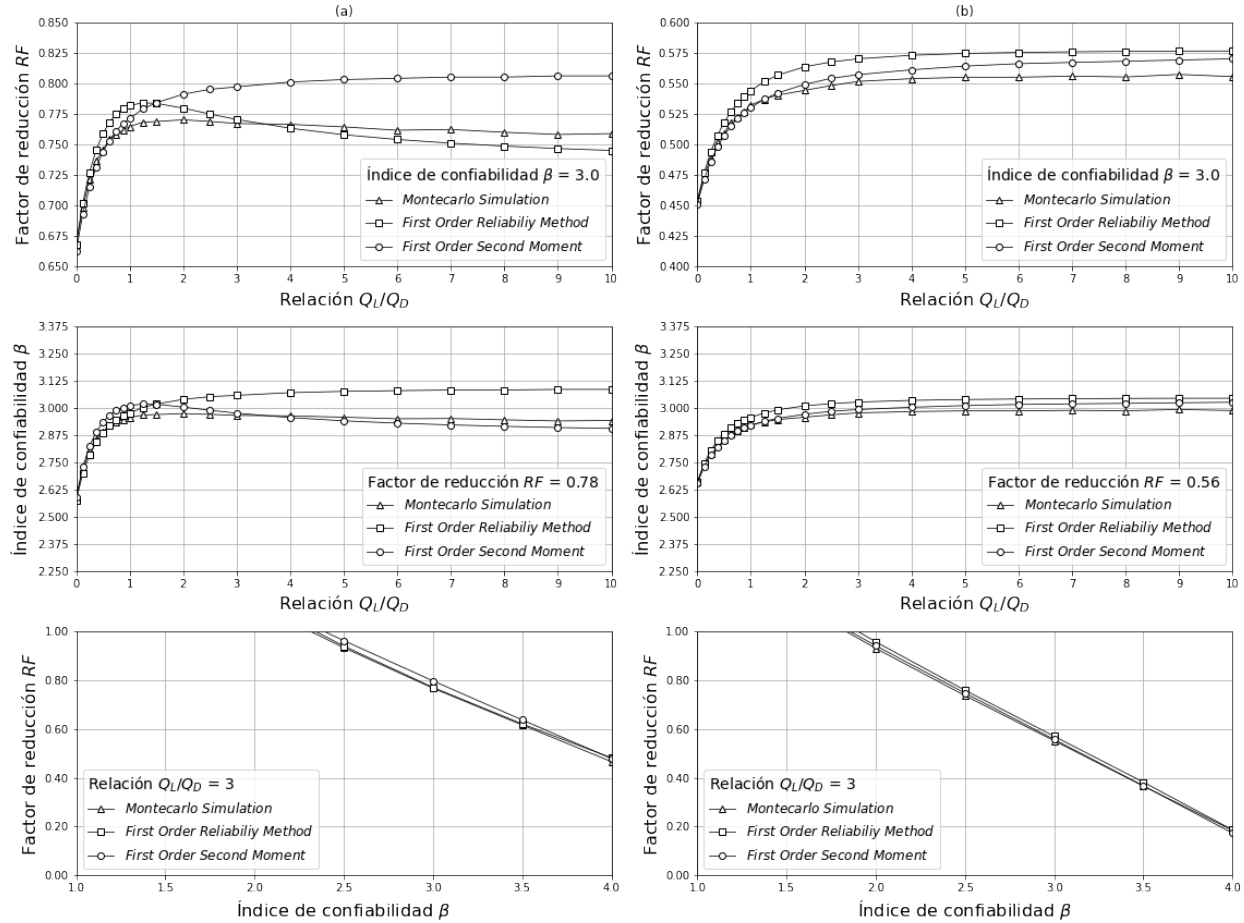 (a)
0.850
0.825
0.800
0.775
0.750
0.725
0.700
0.675
0.650
Factor de reducción RF
Índice de confiabilidad β = 3.0
Montecarlo Simulation
First Order Reliabiliy Method
First Order Second Moment
0 1 2 3 4 5 6 7 8 9 10
Relación Q_L/Q_D
(b)
0.600
0.575
0.550
0.525
0.500
0.475
0.450
0.425
0.400
Factor de reducción RF
Índice de confiabilidad β = 3.0
Montecarlo Simulation
First Order Reliabiliy Method
First Order Second Moment
0 1 2 3 4 5 6 7 8 9 10
Relación Q_L/Q_D
3.375
3.250
3.125
3.000
2.875
2.750
2.625
2.500
2.375
2.250
Índice de confiabilidad β
Factor de reducción RF = 0.78
Montecarlo Simulation
First Order Reliabiliy Method
First Order Second Moment
0 1 2 3 4 5 6 7 8 9 10
Relación Q_L/Q_D
3.375
3.250
3.125
3.000
2.875
2.750
2.625
2.500
2.375
2.250
Índice de confiabilidad β
Factor de reducción RF = 0.56
Montecarlo Simulation
First Order Reliabiliy Method
First Order Second Moment
0 1 2 3 4 5 6 7 8 9 10
Relación Q_L/Q_D
1.00
0.80
0.60
0.40
0.20
0.00
Factor de reducción RF
Relación Q_L/Q_D = 3
Montecarlo Simulation
First Order Reliabiliy Method
First Order Second Moment
1.0 1.5 2.0 2.5 3.0 3.5 4.0
Índice de confiabilidad β
1.00
0.80
0.60
0.40
0.20
0.00
Factor de reducción RF
Relación Q_L/Q_D = 3
Montecarlo Simulation
First Order Reliabiliy Method
First Order Second Moment
1.0 1.5 2.0 2.5 3.0 3.5 4.0
Índice de confiabilidad β